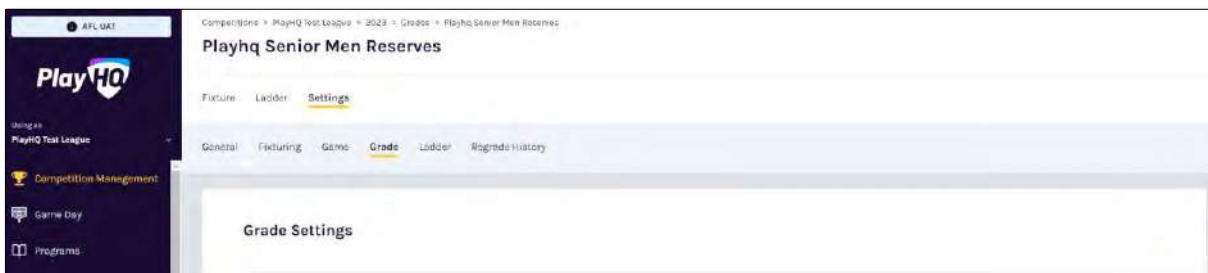 AFL UAT
PlayHQ
Using as
PlayHQ Test League
Competition Management
Game Day
Programs
Competitions > PlayHQ Test League > 2023 > Grades > Playhq Senior Men Reserves
Playhq Senior Men Reserves
Fixture Ladder Settings
General Fixturing Game Grade Ladder Regrade History
Grade Settings